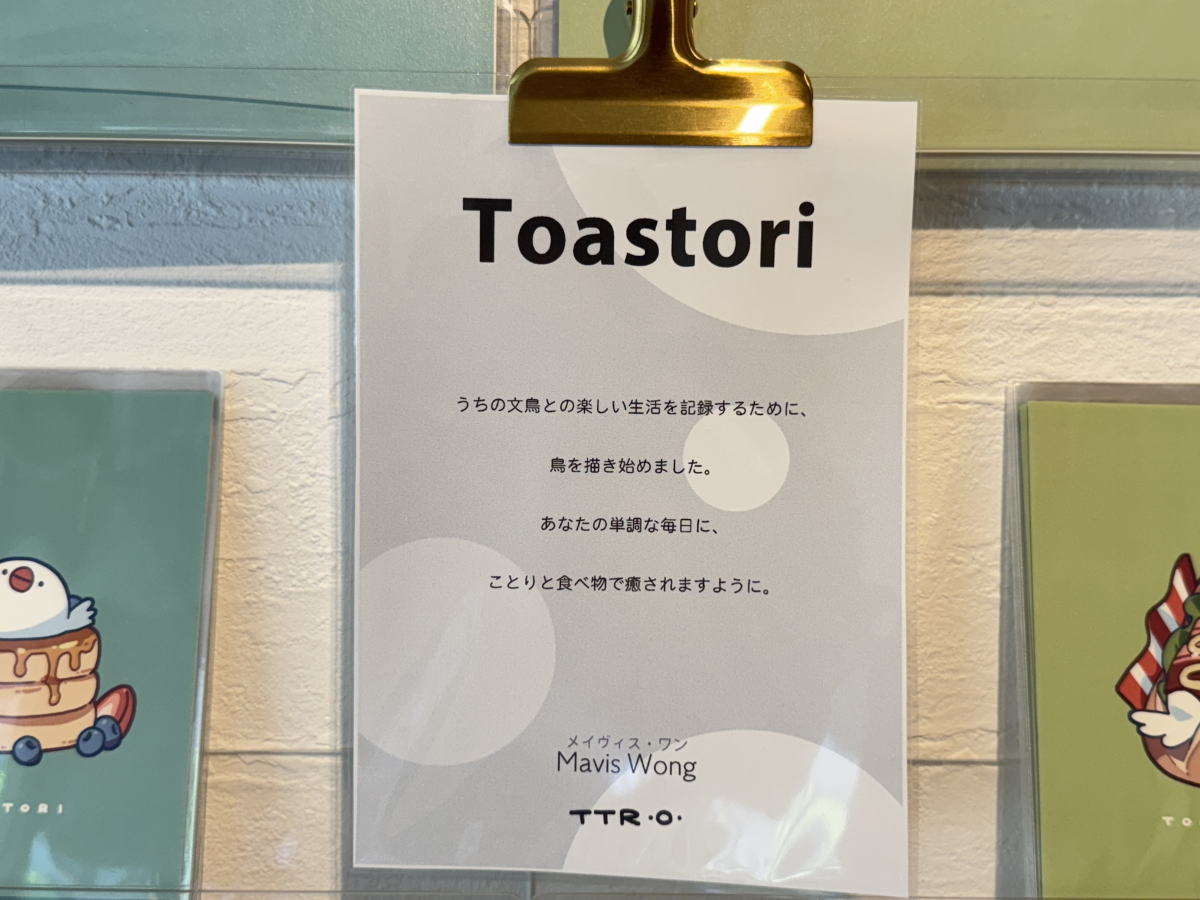 Toastori
うちの文鳥との楽しい生活を記録するために、
鳥を描き始めました。
あなたの単調な毎日に、
ことりと食べ物で癒されますように。
メイヴィス・ワン
Mavis Wong
TTR・O・